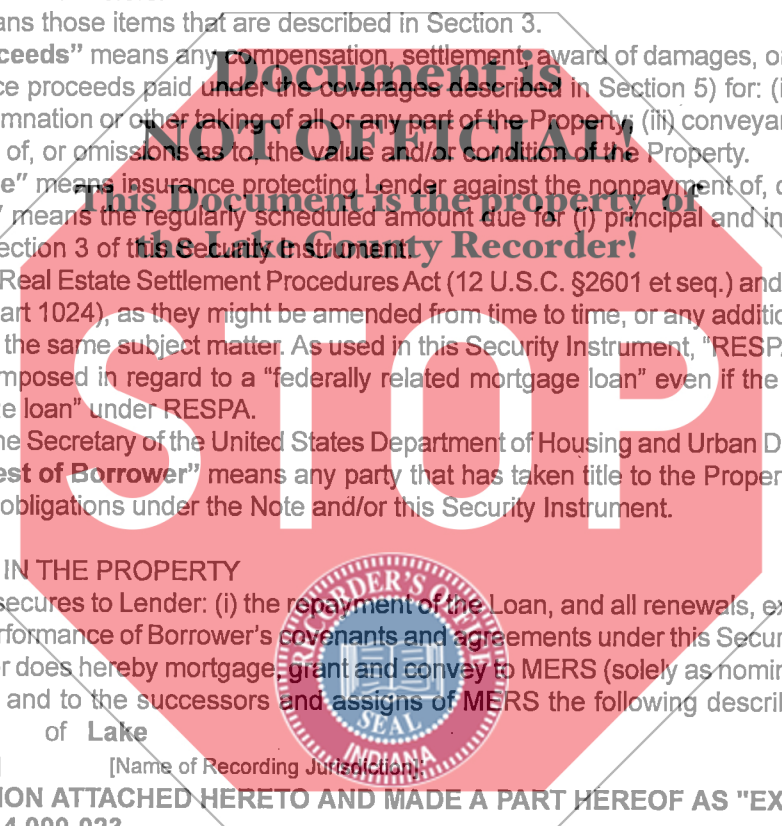 ans those items that are described in Section 3.
ceeds” means any compensation, settlement, award of damages, or
ce proceeds paid under the coverages described in Section 5) for: (i
Document is
mnation or other taking of all or any part of the Property; (iii) conveyan
NOT OFFICIAL!
of, or omissions as to, the value and/or condition of the Property.
e” means insurance protecting Lender against the nonpayment of, o
This Document is the property of
” means the regularly scheduled amount due for (i) principal and in
ection 3 of this Security Instrument.
the Lake County Recorder!
Real Estate Settlement Procedures Act (12 U.S.C. §2601 et seq.) and
art 1024), as they might be amended from time to time, or any additio
the same subject matter. As used in this Security Instrument, “RESPA
mposed in regard to a “federally related mortgage loan” even if the
e loan” under RESPA.
STOP
he Secretary of the United States Department of Housing and Urban D
est of Borrower” means any party that has taken title to the Proper
obligations under the Note and/or this Security Instrument.
IN THE PROPERTY
secures to Lender: (i) the repayment of the Loan, and all renewals, ex
rformance of Borrower’s covenants and agreements under this Secur
r does hereby mortgage, grant and convey to MERS (solely as nomin
and to the successors and assigns of MERS the following describ
RECORDER'S OFFICE
SEAL
INDIANA
of Lake
] [Name of Recording Jurisdiction]:
ION ATTACHED HERETO AND MADE A PART HEREOF AS "EX